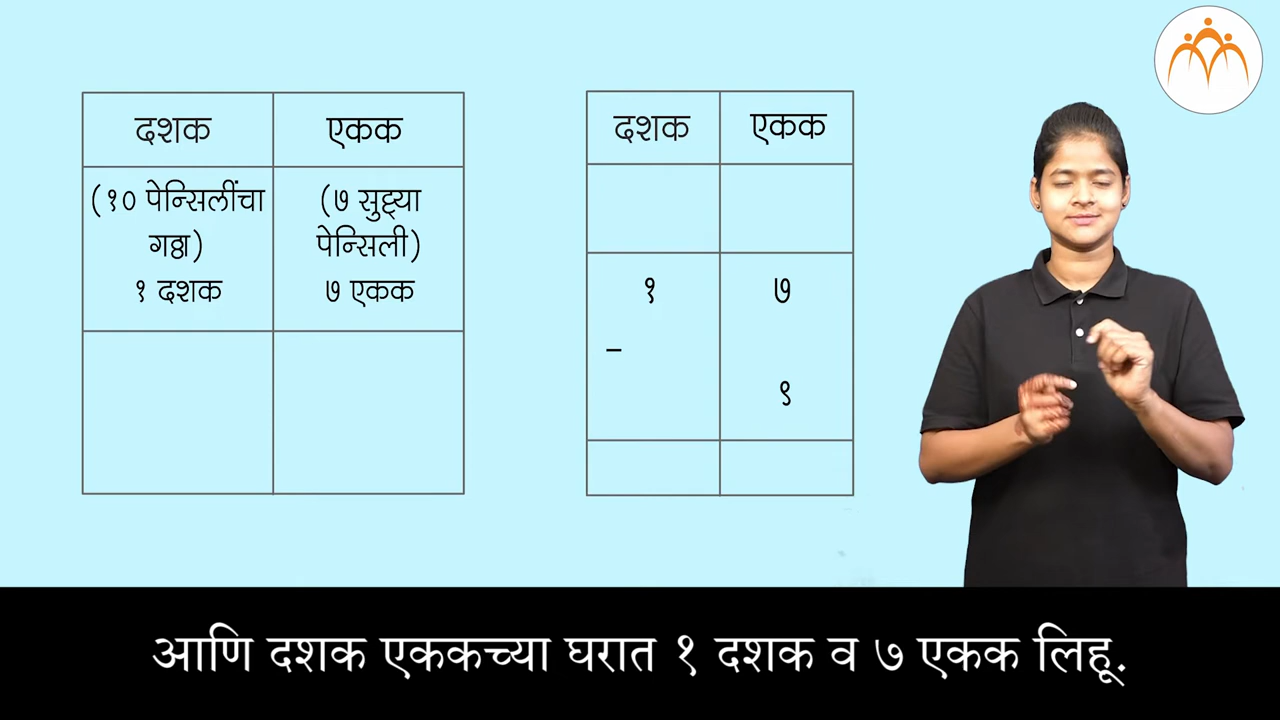 दशक एकक
(१० पेन्सिलींचा
गठ्ठा)
१ दशक
(७ सुट्ट्या
पेन्सिली)
७ एकक
दशक एकक
१ ७
–
९
आणि दशक एककच्या घरात १ दशक व ७ एकक लिहू.